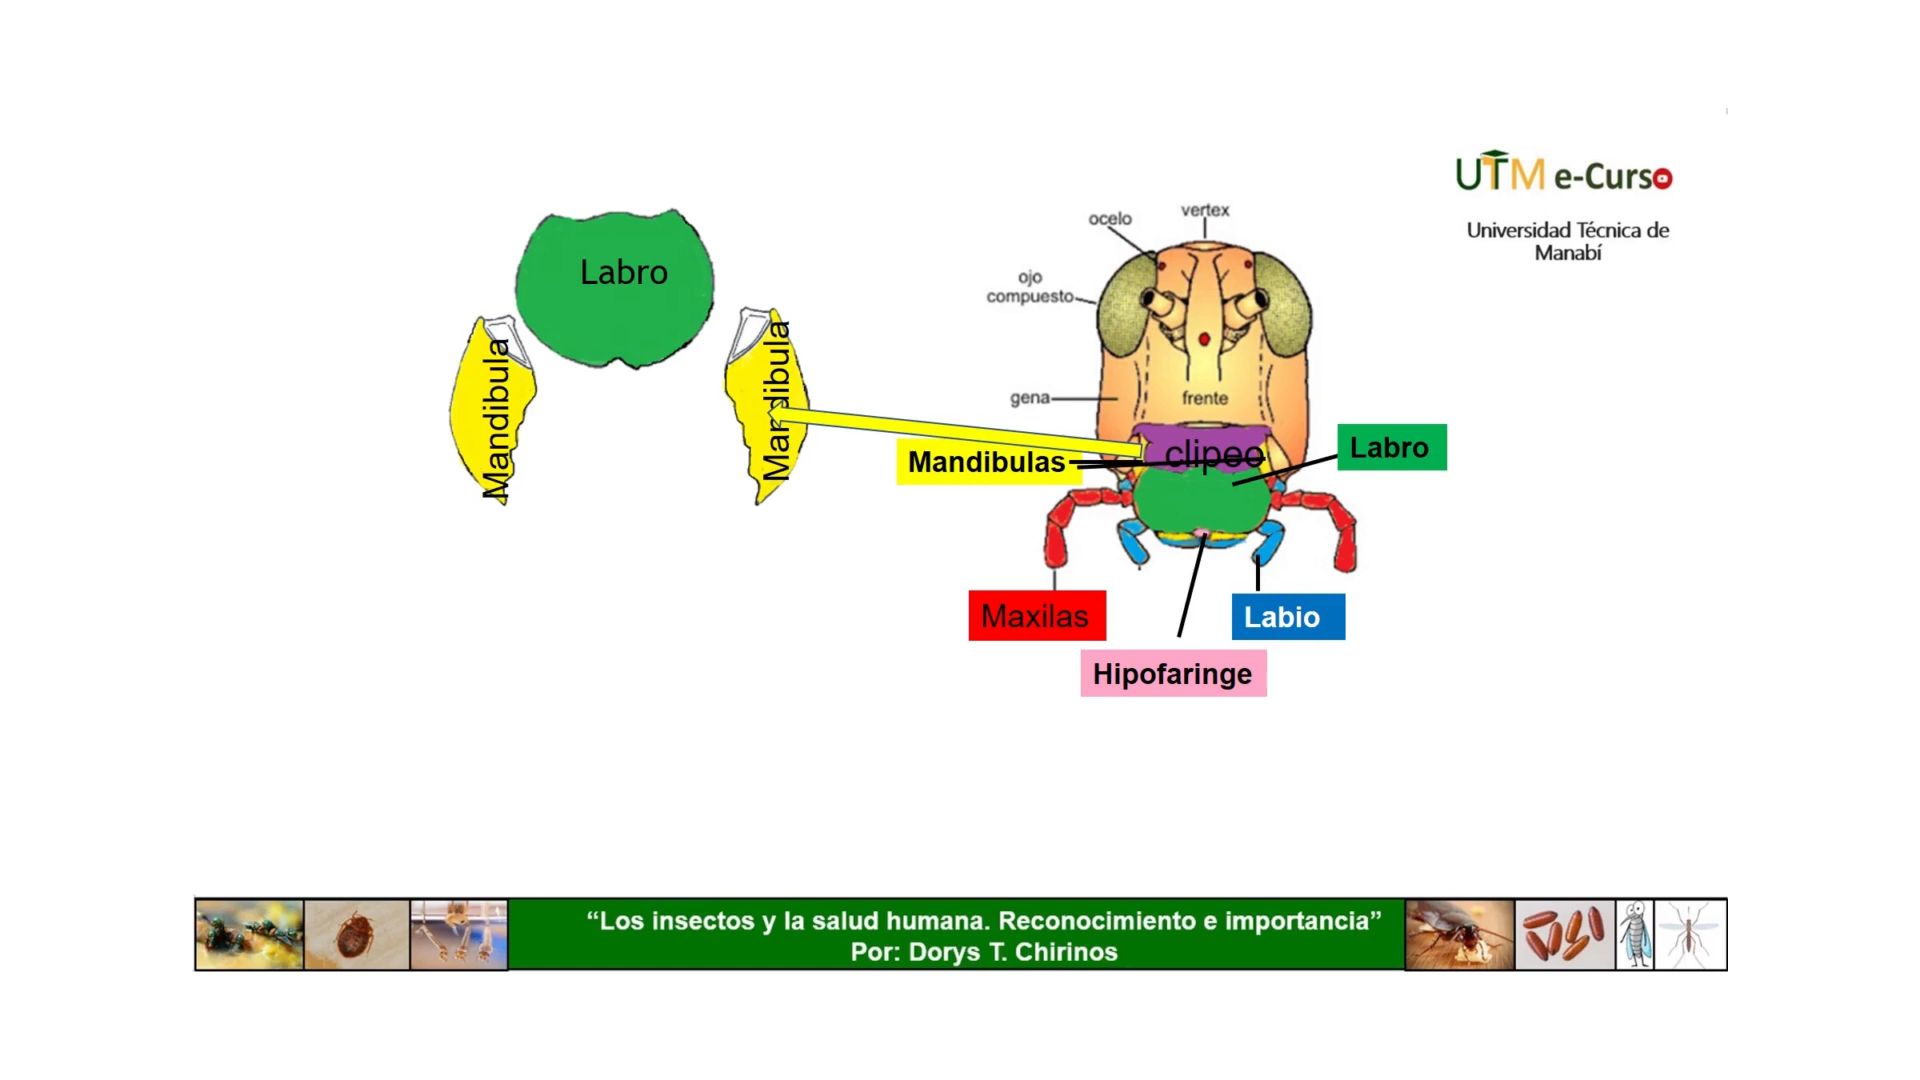 UTM e-Curso
Universidad Técnica de
Manabí
Labro
Mandibula
Mandibula
ocelo
vertex
ojo
compuesto
gena
frente
clipeo
Mandibulas
Labro
Maxilas
Labio
Hipofaringe
“Los insectos y la salud humana. Reconocimiento e importancia”
Por: Dorys T. Chirinos